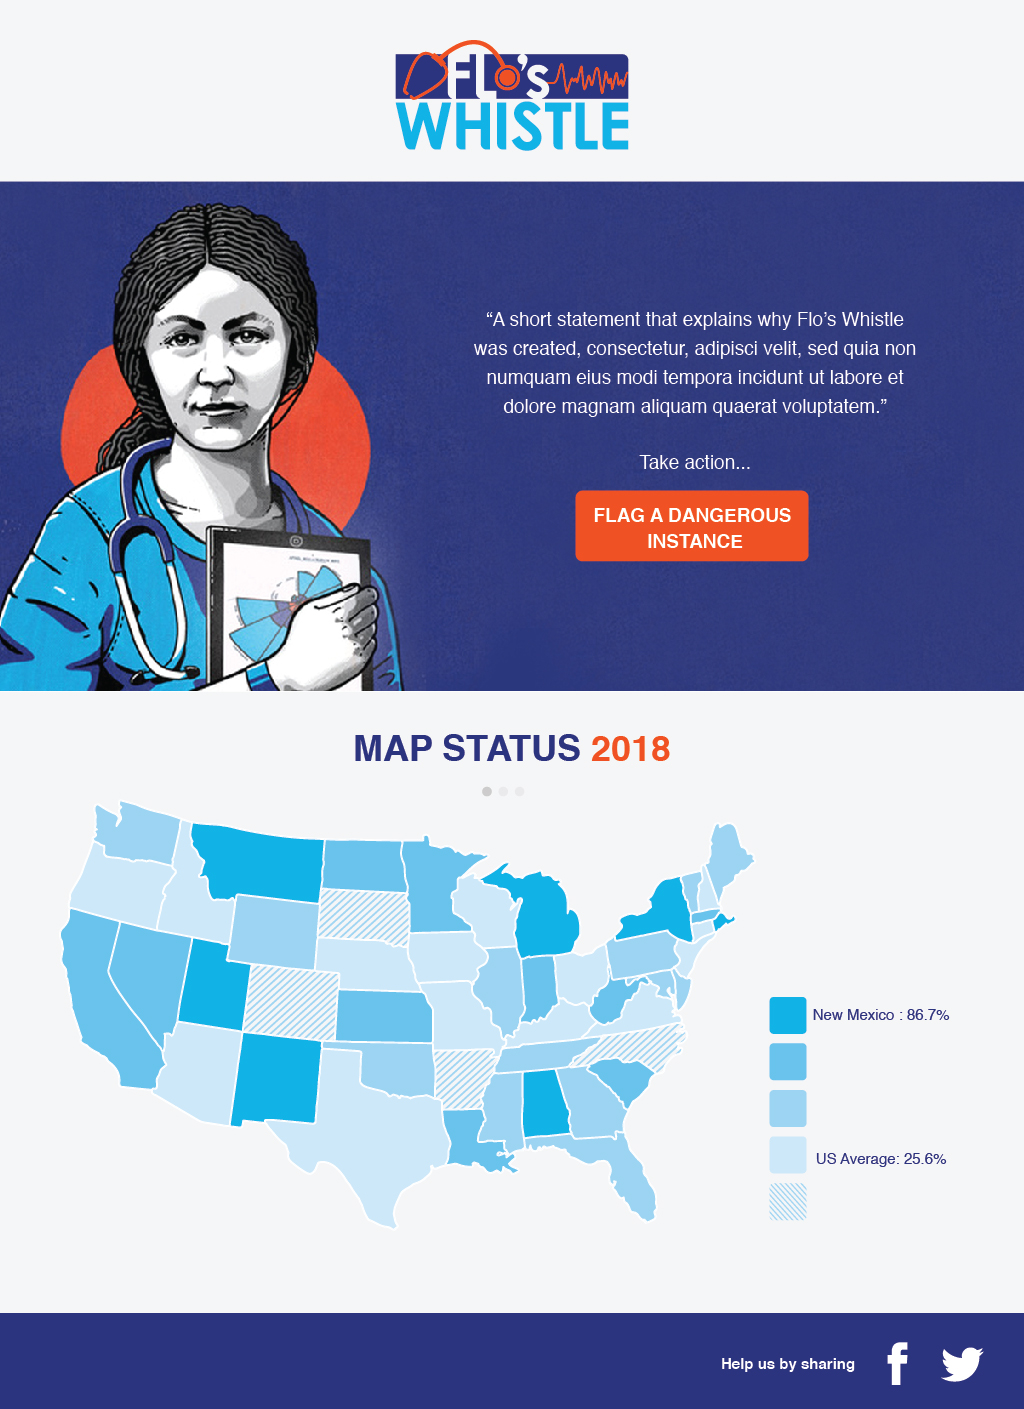 FLO'S
WHISTLE
“A short statement that explains why Flo’s Whistle
was created, consectetur, adipisci velit, sed quia non
numquam eius modi tempora incidunt ut labore et
dolore magnam aliquam quaerat voluptatem.”
Take action...
FLAG A DANGEROUS
INSTANCE
MAP STATUS 2018
New Mexico : 86.7%
US Average: 25.6%
Help us by sharing